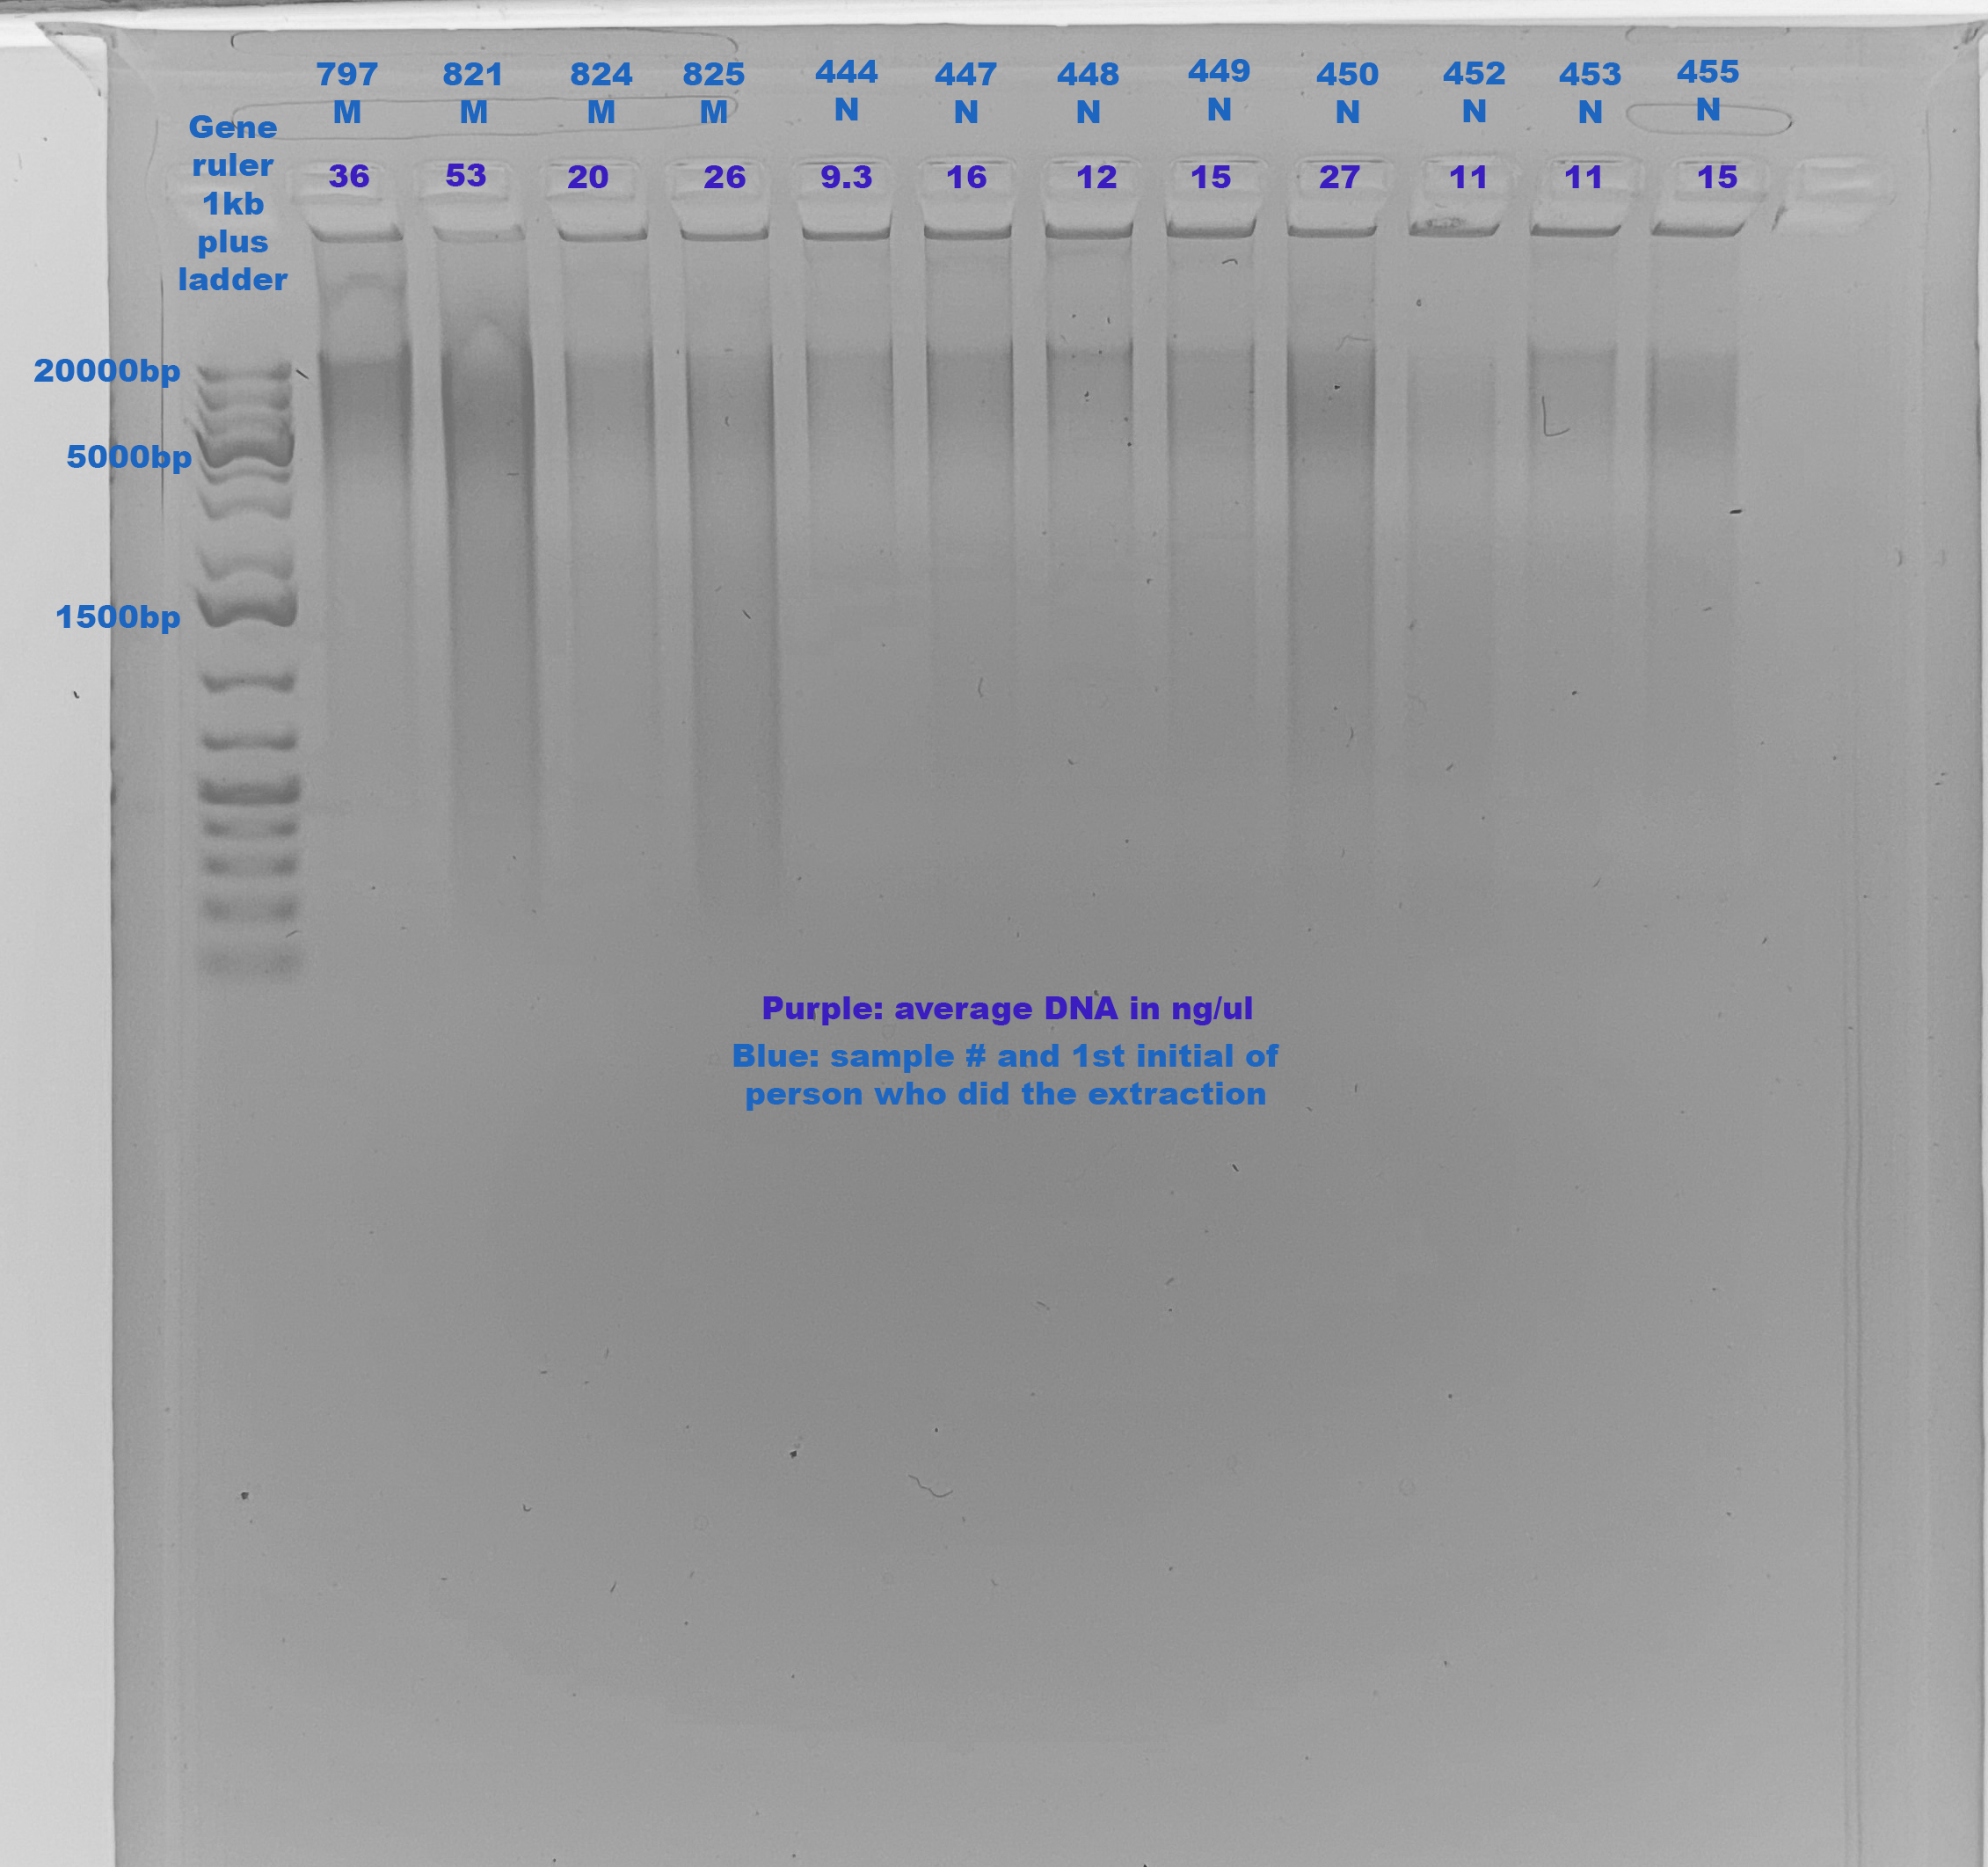 797 821 824 825 444 447 448 449 450 452 453 455
M M M M N N N N N N N N
Gene
ruler
1kb
plus
ladder
36 53 20 26 9.3 16 12 15 27 11 11 15
20000bp
5000bp
1500bp
Purple: average DNA in ng/ul
Blue: sample # and 1st initial of
person who did the extraction